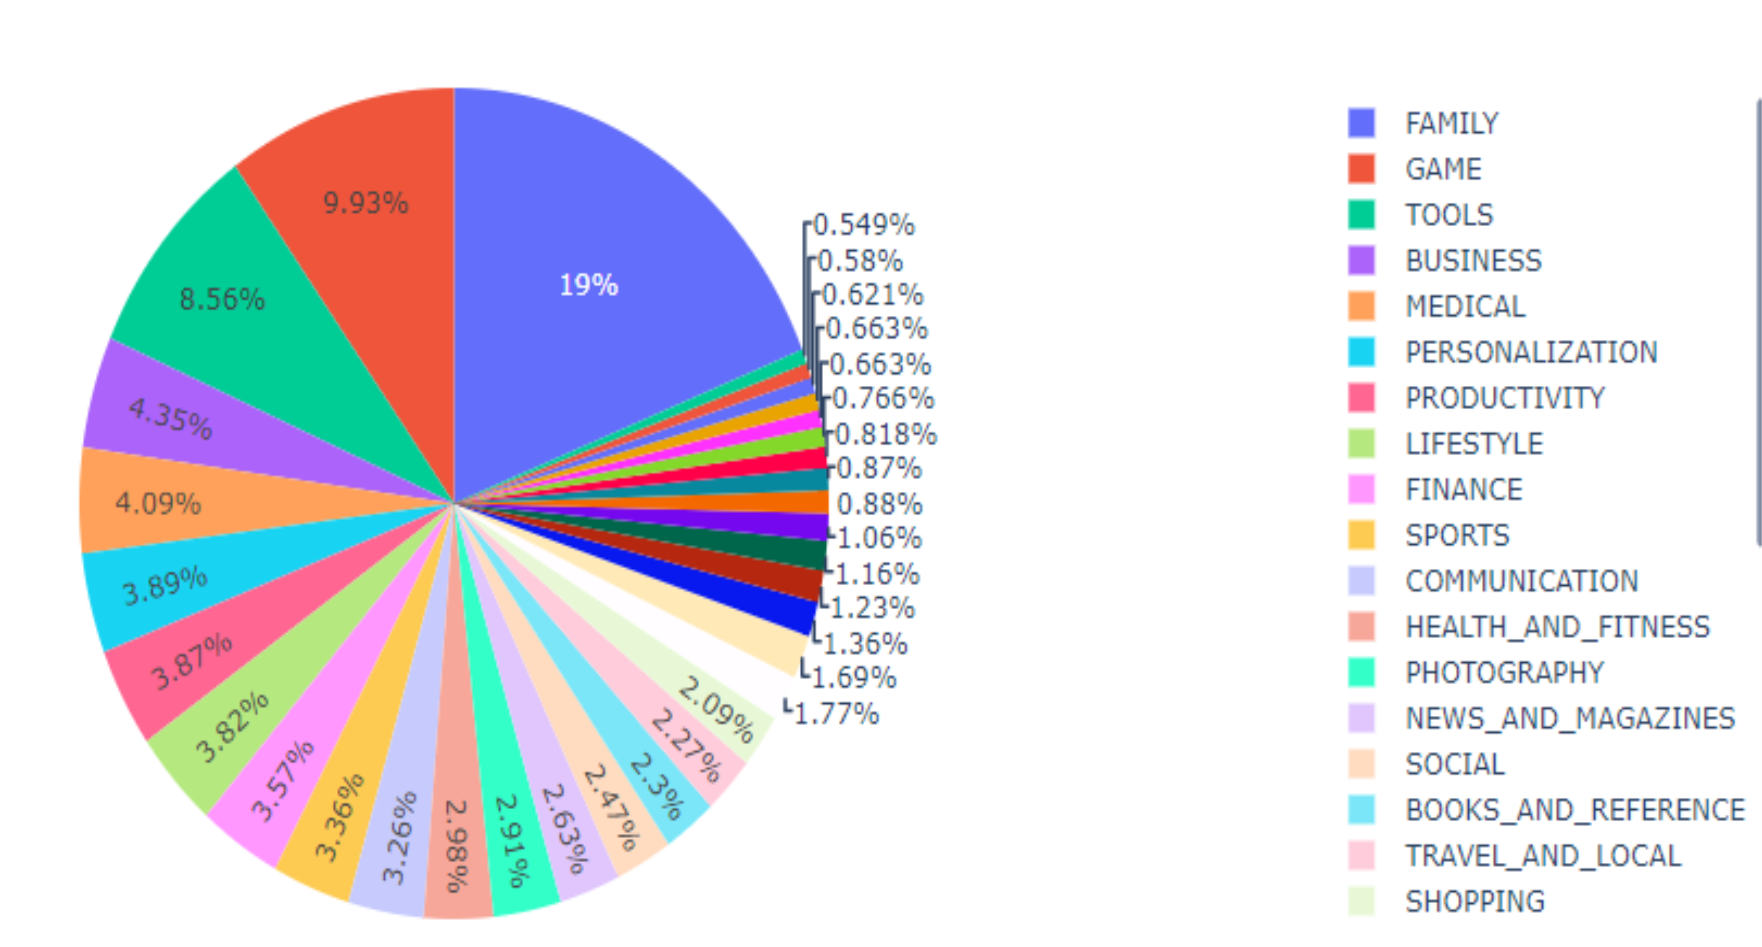 9.93%
19%
8.56%
4.35%
4.09%
3.89%
3.87%
3.82%
3.57%
3.36%
3.26%
2.98%
2.91%
2.63%
2.47%
2.3%
2.27%
2.09%
0.549%
0.58%
0.621%
0.663%
0.663%
0.766%
0.818%
0.87%
0.88%
1.06%
1.16%
1.23%
1.36%
1.69%
1.77%
FAMILY
GAME
TOOLS
BUSINESS
MEDICAL
PERSONALIZATION
PRODUCTIVITY
LIFESTYLE
FINANCE
SPORTS
COMMUNICATION
HEALTH_AND_FITNESS
PHOTOGRAPHY
NEWS_AND_MAGAZINES
SOCIAL
BOOKS_AND_REFERENCE
TRAVEL_AND_LOCAL
SHOPPING